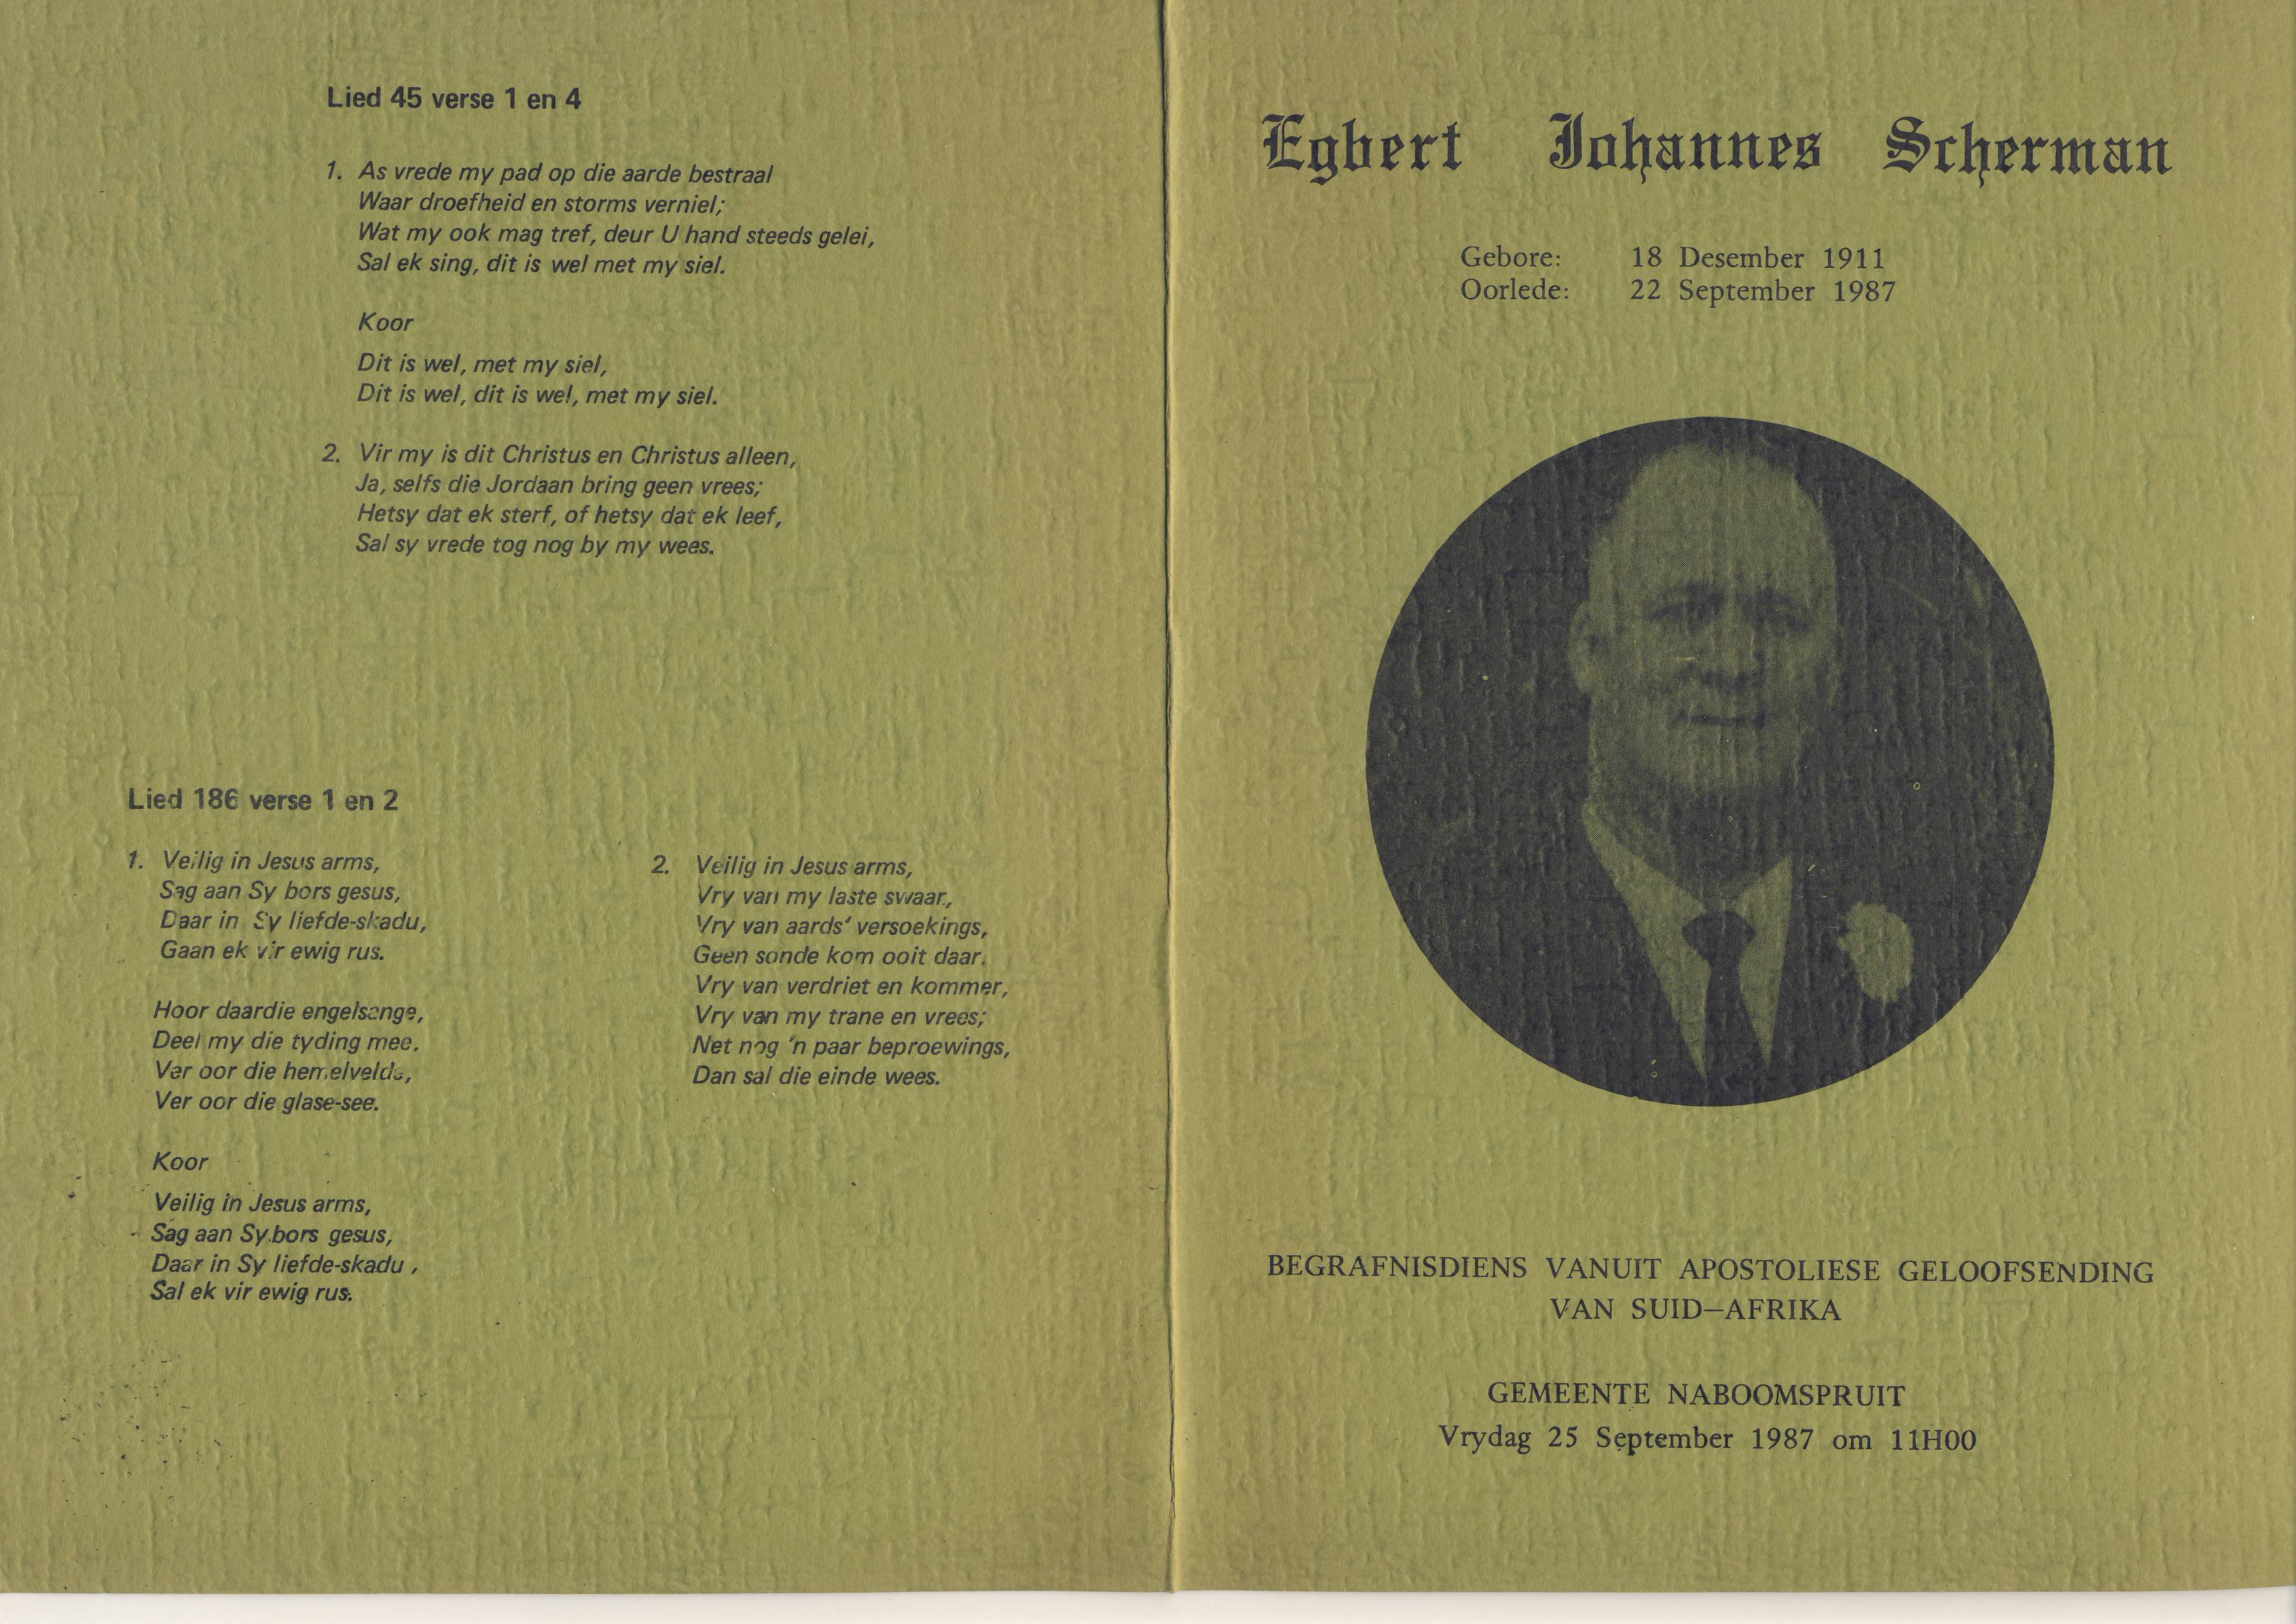 Lied 45 verse 1 en 4
1. As vrede my pad op die aarde bestraal
Waar droefheid en storms verniel;
Wat my ook mag tref, deur U hand steeds gelei,
Sal ek sing, dit is wel met my siel.
Koor
Dit is wel, met my siel,
Dit is wel, dit is wel, met my siel.
2. Vir my is dit Christus en Christus alleen,
Ja, selfs die Jordaan bring geen vrees;
Hetsy dat ek sterf, of hetsy dat ek leef,
Sal sy vrede tog nog by my wees.
Lied 186 verse 1 en 2
1. Veilig in Jesus arms,
Sag aan Sy bors gesus,
Daar in Sy liefde-skadu,
Gaan ek vir ewig rus.
Hoor daardie engelsange,
Deel my die tyding mee.
Ver oor die hemelvelde,
Ver oor die glase-see.
Koor
Veilig in Jesus arms,
Sag aan Sy bors gesus,
Daar in Sy liefde-skadu ,
Sal ek vir ewig rus.
2. Veilig in Jesus arms,
Vry van my laste swaar,
Vry van aards' versoekings,
Geen sonde kom ooit daar.
Vry van verdriet en kommer,
Vry van my trane en vrees;
Net nog 'n paar beproewings,
Dan sal die einde wees.
Egbert Johannes Scherman
Gebore: 18 Desember 1911
Oorlede: 22 September 1987
BEGRAFNISDIENS VANUIT APOSTOLIESE GELOOFSENDING
VAN SUID–AFRIKA
GEMEENTE NABOOMSPRUIT
Vrydag 25 September 1987 om 11H00